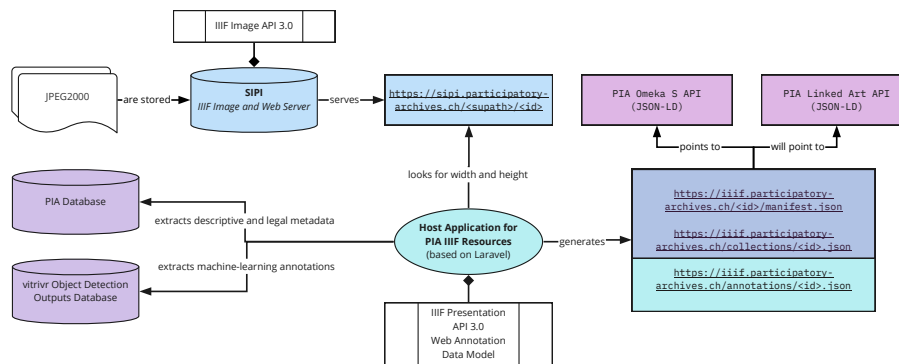 IIIF Image API 3.0
JPEG2000
are stored
SIPI
IIIF Image and Web Server
serves
https://sipi.participatory-
archives.ch/<supath>/<id>
PIA Omeka S API
(JSON-LD)
PIA Linked Art API
(JSON-LD)
points to
will point to
looks for width and height
PIA Database
extracts descriptive and legal metadata
Host Application for
PIA IIIF Resources
(based on Laravel)
generates
https://iiif.participatory-
archives.ch/<id>/manifest.json
https://iiif.participatory-
archives.ch/collections/<id>.json
extracts machine-learning annotations
vitrivr Object Detection
Outputs Database
https://iiif.participatory-
archives.ch/annotations/<id>.json
IIIF Presentation
API 3.0
Web Annotation
Data Model